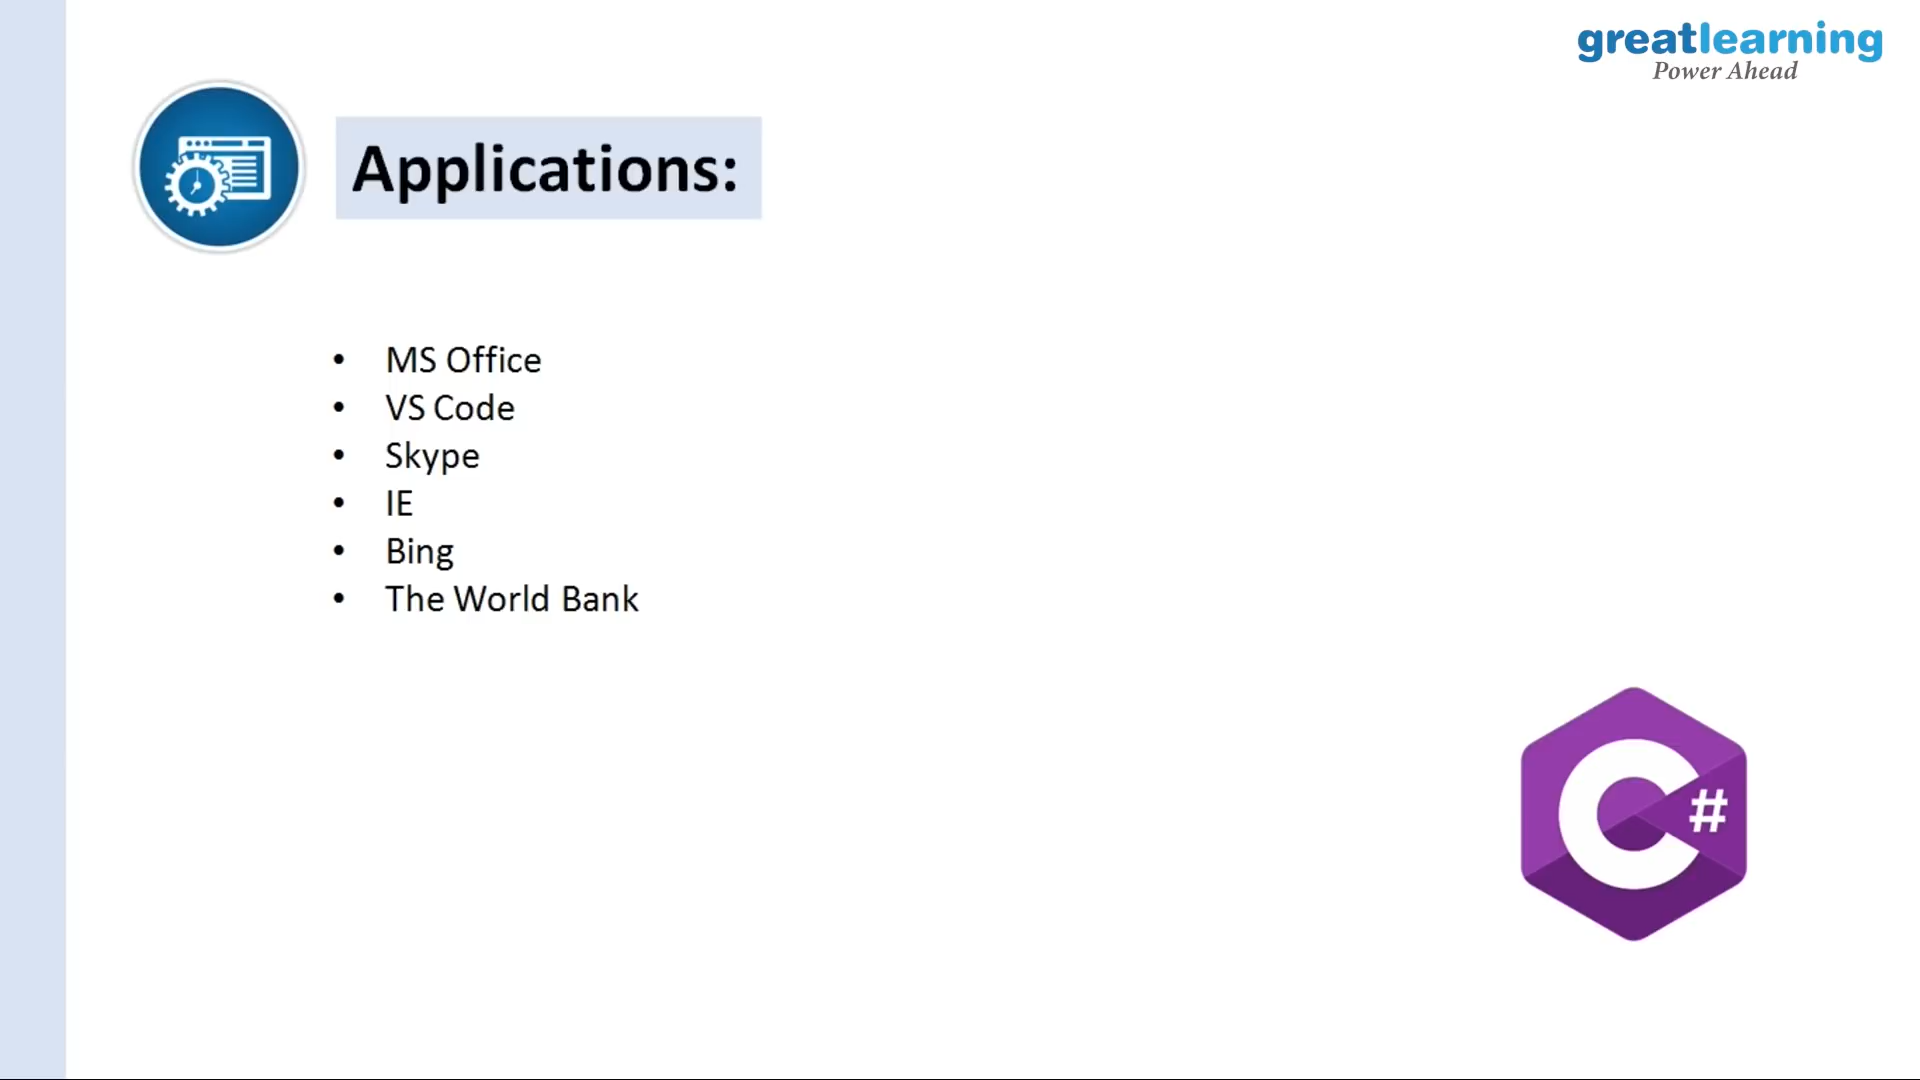 greatlearning
Power Ahead
Applications:
• MS Office
• VS Code
• Skype
• IE
• Bing
• The World Bank
C#